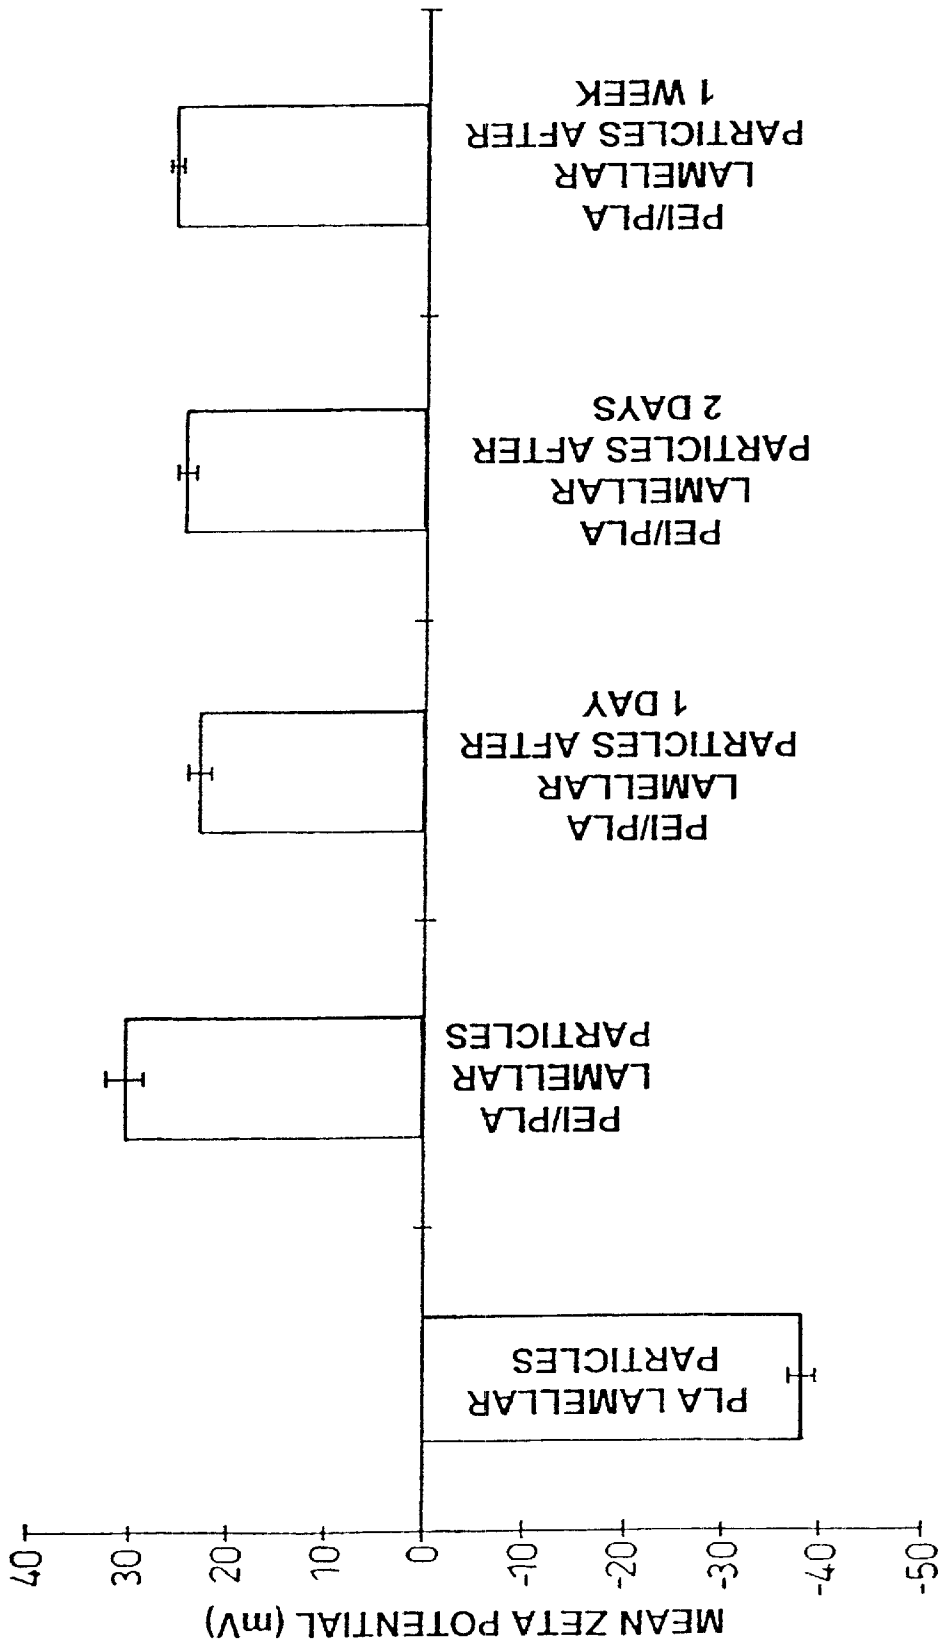 MEAN ZETA POTENTIAL (mV)
40
30
20
10
0
-10
-20
-30
-40
-50
PLA LAMELLAR
PARTICLES
PEI/PLA
LAMELLAR
PARTICLES
PEI/PLA
LAMELLAR
PARTICLES AFTER
1 DAY
PEI/PLA
LAMELLAR
PARTICLES AFTER
2 DAYS
PEI/PLA
LAMELLAR
PARTICLES AFTER
1 WEEK